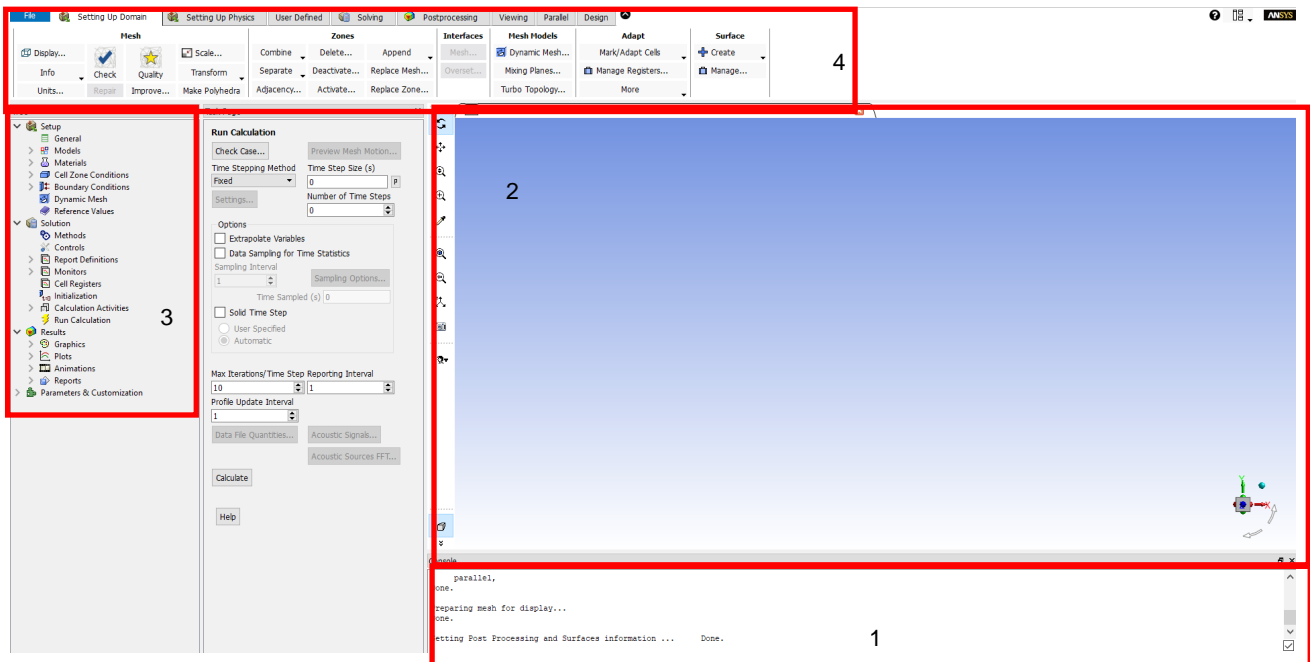 File Setting Up Domain Setting Up Physics User Defined Solving Postprocessing Viewing Parallel Design ANSYS
Mesh Zones Interfaces Mesh Models Adapt Surface
Display... Scale... Combine Delete... Append Mesh... Dynamic Mesh... Mark/Adapt Cells Create
Info Check Quality Transform Separate Deactivate... Replace Mesh... Overset... Mixing Planes... Manage Registers... Manage...
Units... Repair Improve... Make Polyhedra Adjacency... Activate... Replace Zone... Turbo Topology... More
4
Setup
General
Models
Materials
Cell Zone Conditions
Boundary Conditions
Dynamic Mesh
Reference Values
Solution
Methods
Controls
Report Definitions
Monitors
Cell Registers
Initialization
Calculation Activities
Run Calculation
Results
Graphics
Plots
Animations
Reports
Parameters & Customization
3
Run Calculation
Check Case... Preview Mesh Motion...
Time Stepping Method Time Step Size (s)
Fixed 0 P
Settings... Number of Time Steps
0
Options
Extrapolate Variables
Data Sampling for Time Statistics
Sampling Interval
1 Sampling Options...
Time Sampled (s) 0
Solid Time Step
User Specified
Automatic
Max Iterations/Time Step Reporting Interval
10 1
Profile Update Interval
1
Data File Quantities... Acoustic Signals...
Acoustic Sources FFT...
Calculate
Help
2
Y
X
Console
parallel,
one.
reparing mesh for display...
one.
etting Post Processing and Surfaces information ... Done.
1